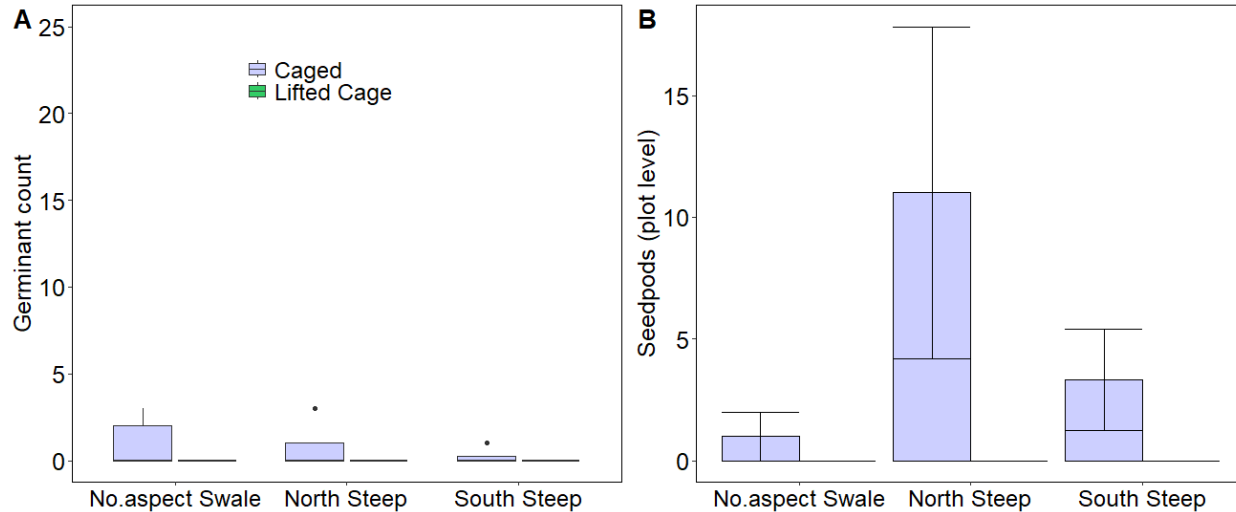 A
Germinant count
25
20
15
10
5
0
Caged
Lifted Cage
No.aspect Swale
North Steep
South Steep
B
Seedpods (plot level)
15
10
5
0
No.aspect Swale
North Steep
South Steep